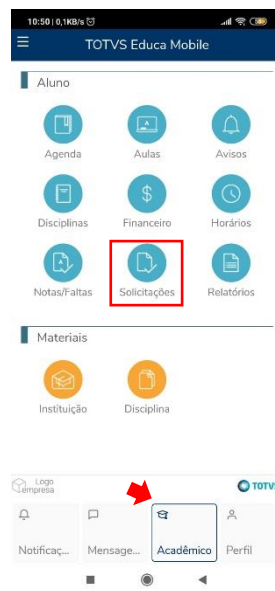 10:50 | 0,1KB/s
TOTVS Educa Mobile
Aluno
Agenda Aulas Avisos
Disciplinas Financeiro Horários
Notas/Faltas Solicitações Relatórios
Materiais
Instituição Disciplina
Logo
empresa
TOTVS
Notificaç... Mensage... Acadêmico Perfil